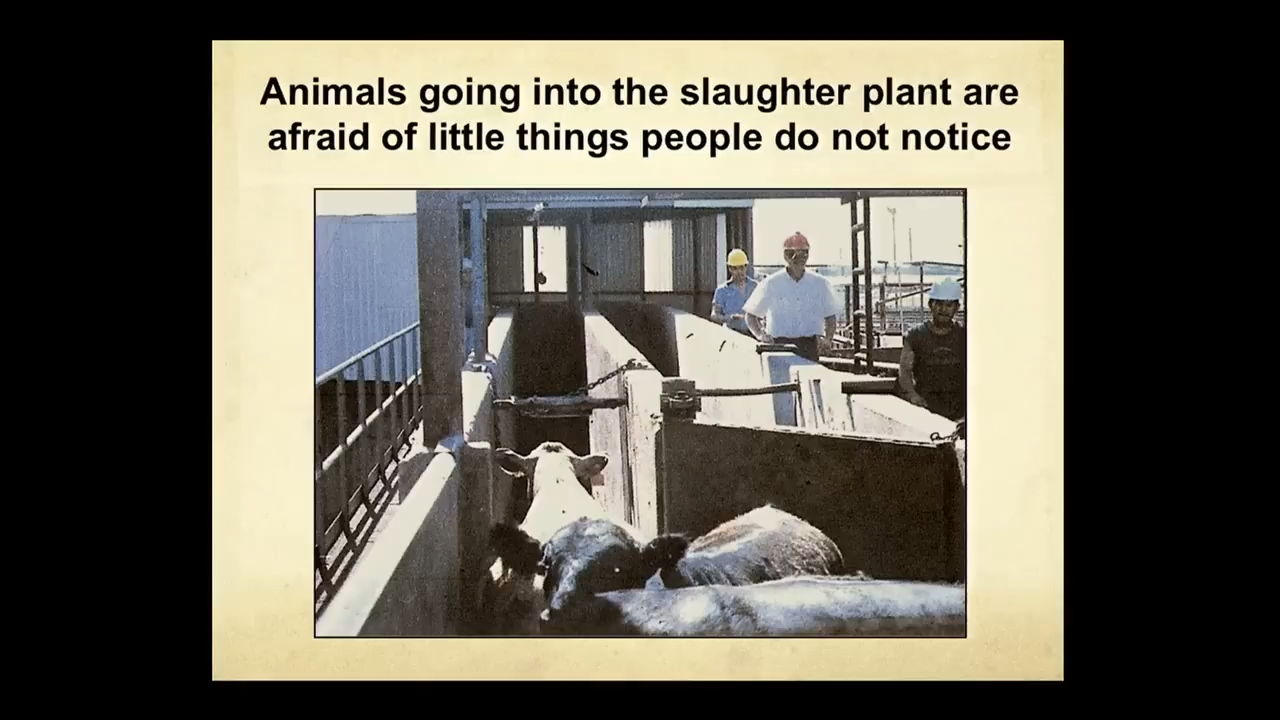 Animals going into the slaughter plant are
afraid of little things people do not notice